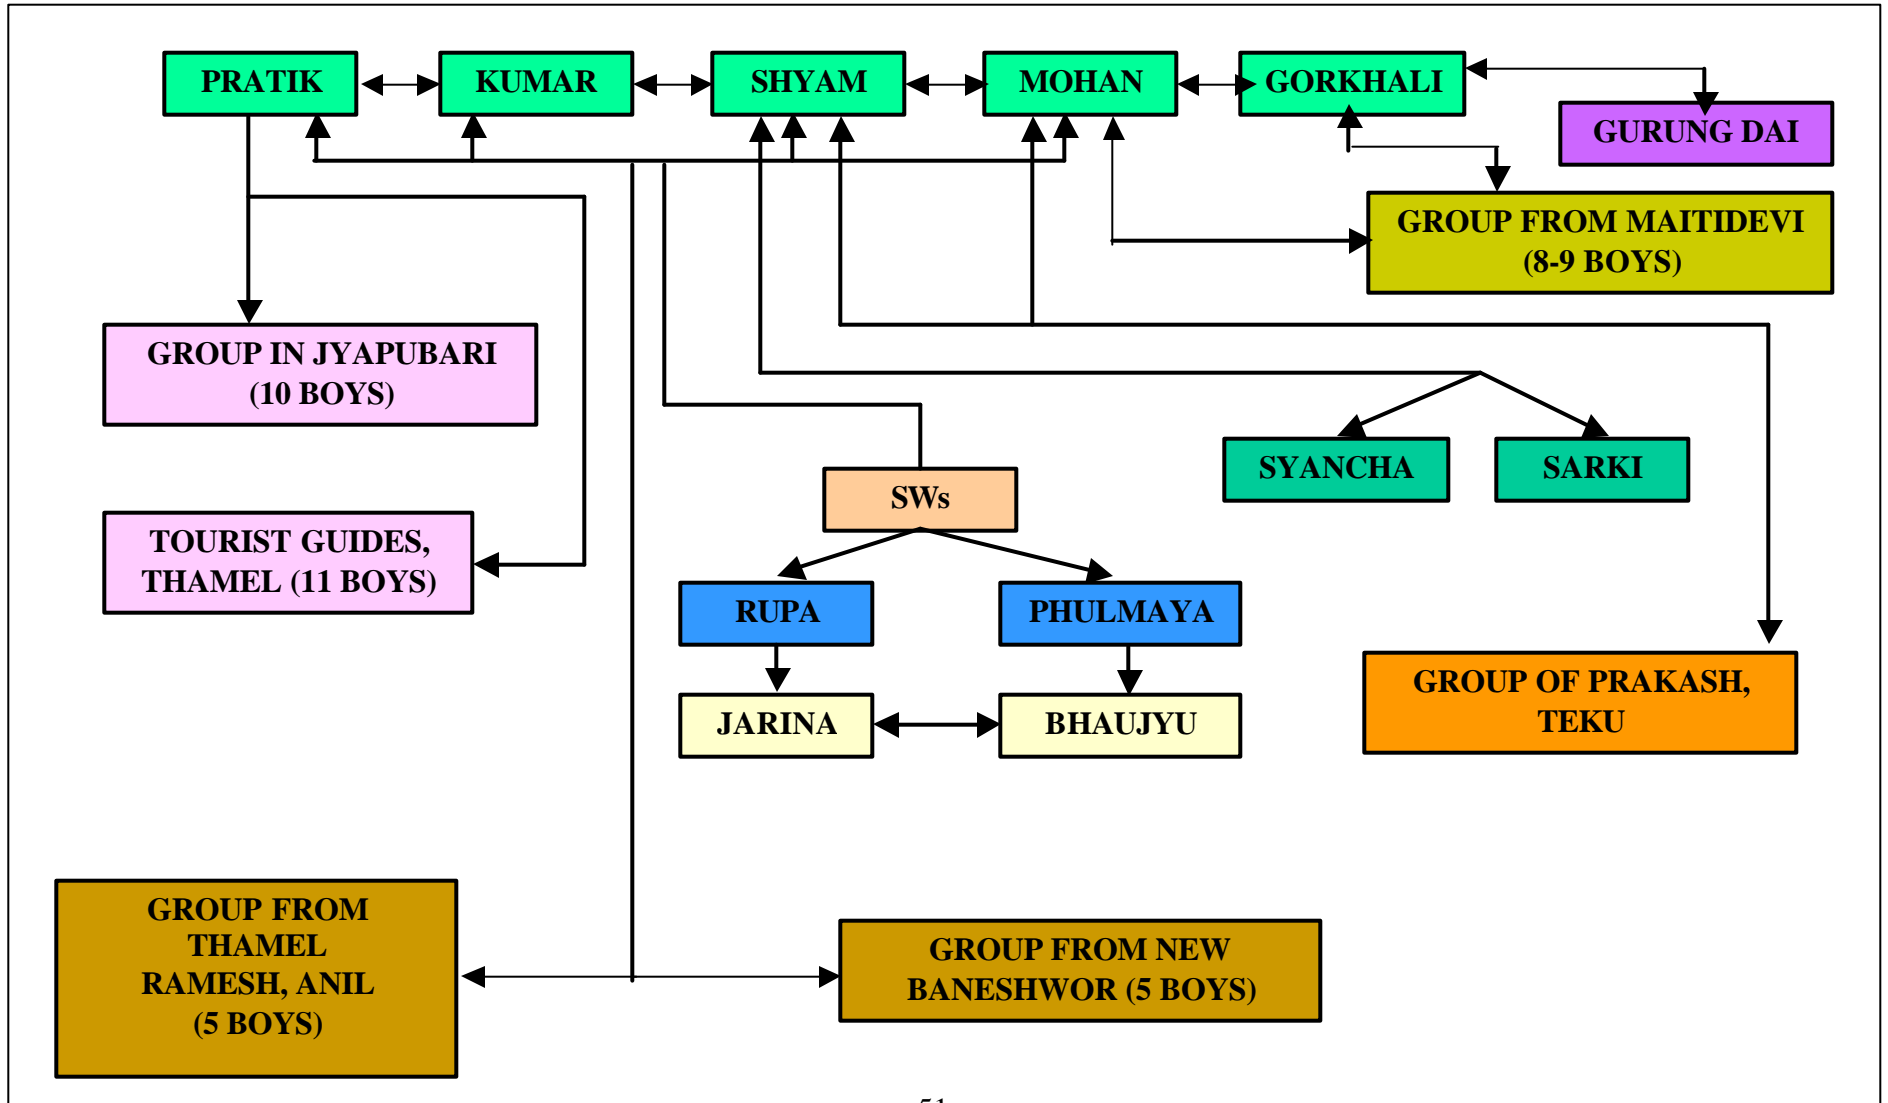 PRATIK
KUMAR
SHYAM
MOHAN
GORKHALI
GURUNG DAI
GROUP FROM MAITIDEVI
(8-9 BOYS)
GROUP IN JYAPUBARI
(10 BOYS)
SYANCHA
SARKI
SWs
TOURIST GUIDES,
THAMEL (11 BOYS)
RUPA
PHULMAYA
JARINA
BHAUJYU
GROUP OF PRAKASH,
TEKU
GROUP FROM
THAMEL
RAMESH, ANIL
(5 BOYS)
GROUP FROM NEW
BANESHWOR (5 BOYS)
51